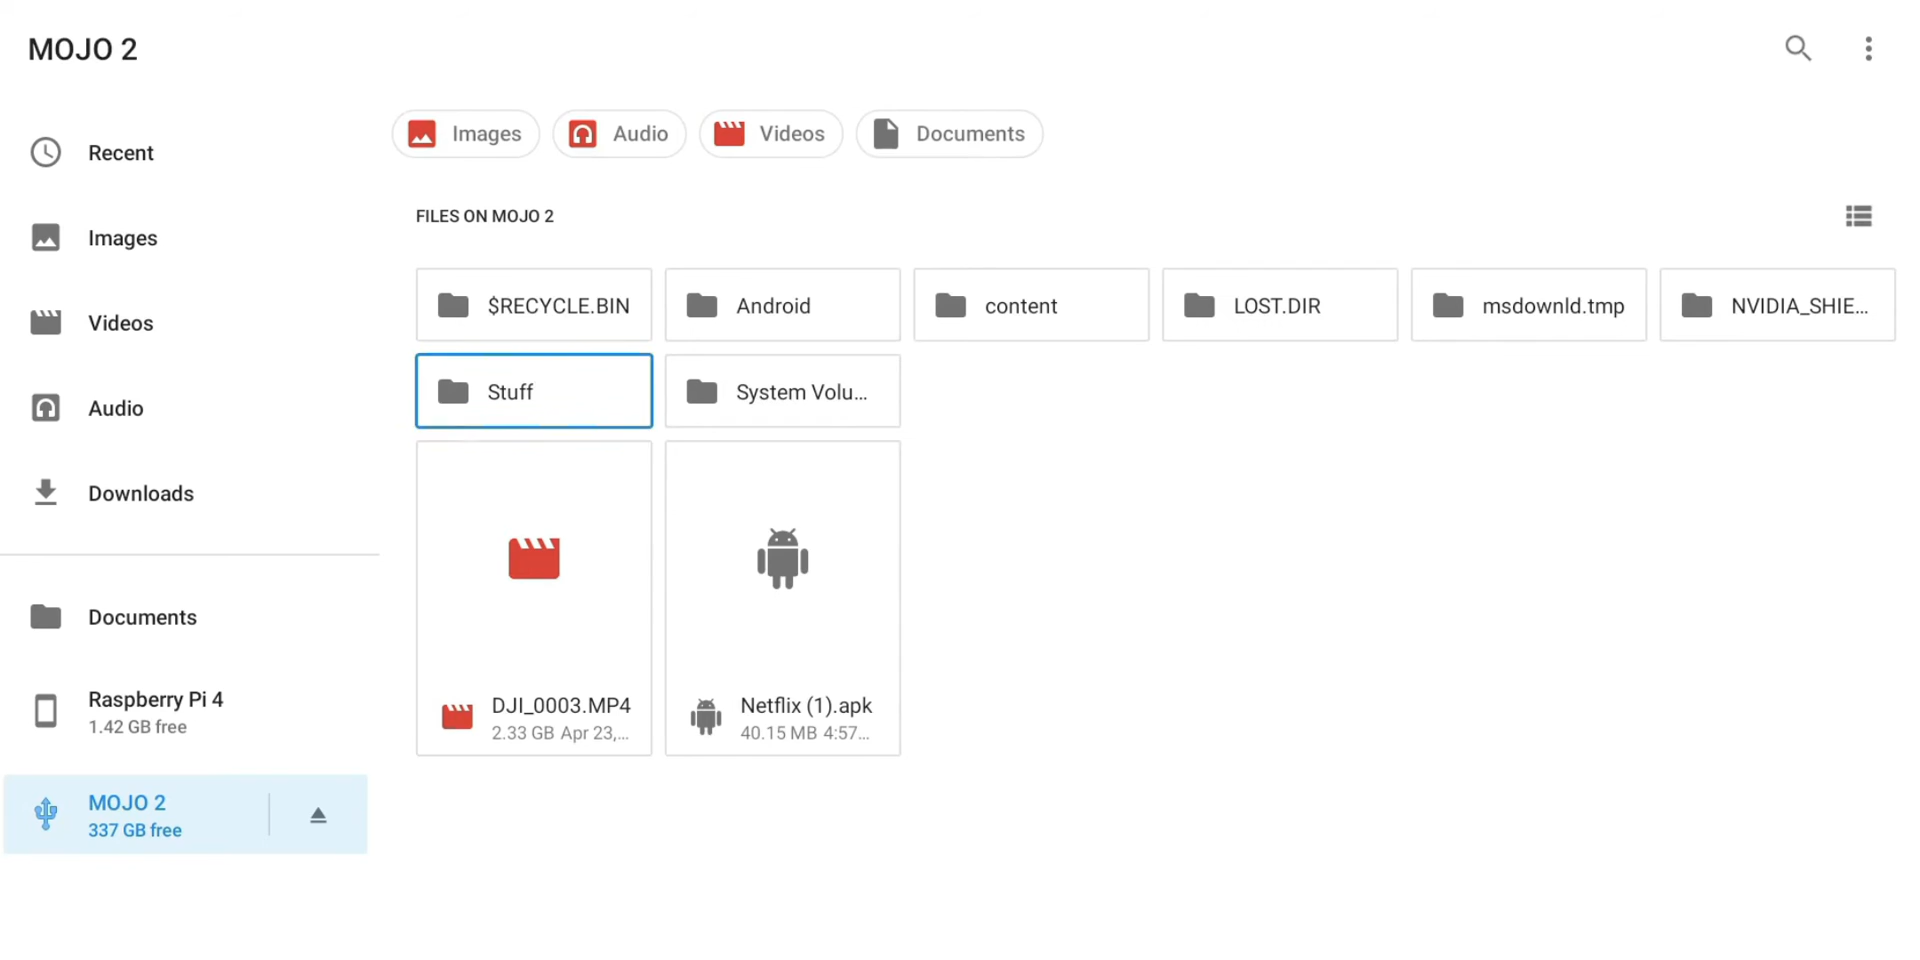 MOJO 2
Recent
Images
Videos
Audio
Downloads
Documents
Raspberry Pi 4
1.42 GB free
MOJO 2
337 GB free
Images
Audio
Videos
Documents
FILES ON MOJO 2
$RECYCLE.BIN
Android
content
LOST.DIR
msdownld.tmp
NVIDIA_SHIE...
Stuff
System Volu...
DJI_0003.MP4
2.33 GB Apr 23,...
Netflix (1).apk
40.15 MB 4:57...